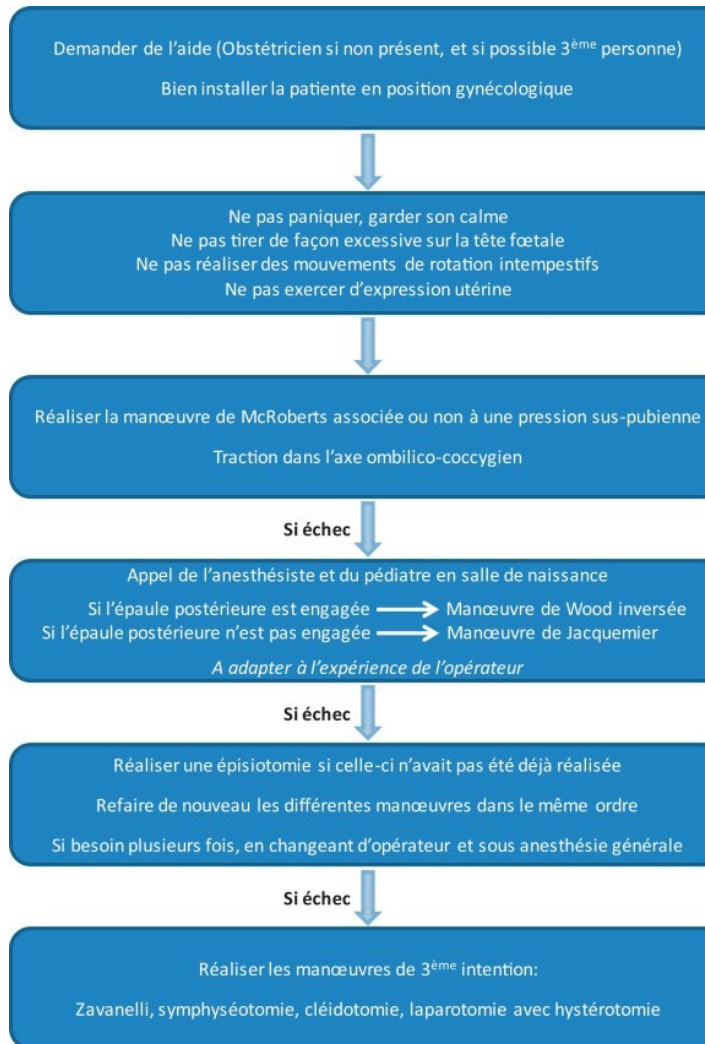 Demander de l’aide (Obstétricien si non présent, et si possible 3ème personne)
Bien installer la patiente en position gynécologique
Ne pas paniquer, garder son calme
Ne pas tirer de façon excessive sur la tête fœtale
Ne pas réaliser des mouvements de rotation intempestifs
Ne pas exercer d’expression utérine
Réaliser la manœuvre de McRoberts associée ou non à une pression sus-pubienne
Traction dans l’axe ombilico-coccygien
Si échec
Appel de l’anesthésiste et du pédiatre en salle de naissance
Si l’épaule postérieure est engagée Manœuvre de Wood inversée
Si l’épaule postérieure n’est pas engagée Manœuvre de Jacquemier
A adapter à l’expérience de l’opérateur
Si échec
Réaliser une épisiotomie si celle-ci n’avait pas été déjà réalisée
Refaire de nouveau les différentes manœuvres dans le même ordre
Si besoin plusieurs fois, en changeant d’opérateur et sous anesthésie générale
Si échec
Réaliser les manœuvres de 3ème intention:
Zavanelli, symphyséotomie, cléidotomie, laparotomie avec hystérotomie